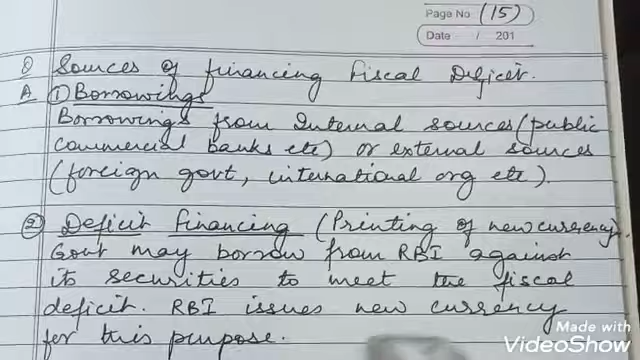 Page No (15)
Date / 201
Q Sources of financing Fiscal Deficit.
A ① Borrowings
Borrowings from Internal sources (public
commercial banks etc) or external sources
(foreign govt, international org etc).
② Deficit Financing (Printing of new currency).
Govt may borrow from RBI against
its securities to meet the fiscal
deficit. RBI issues new currency
for this purpose.
Made with
VideoShow